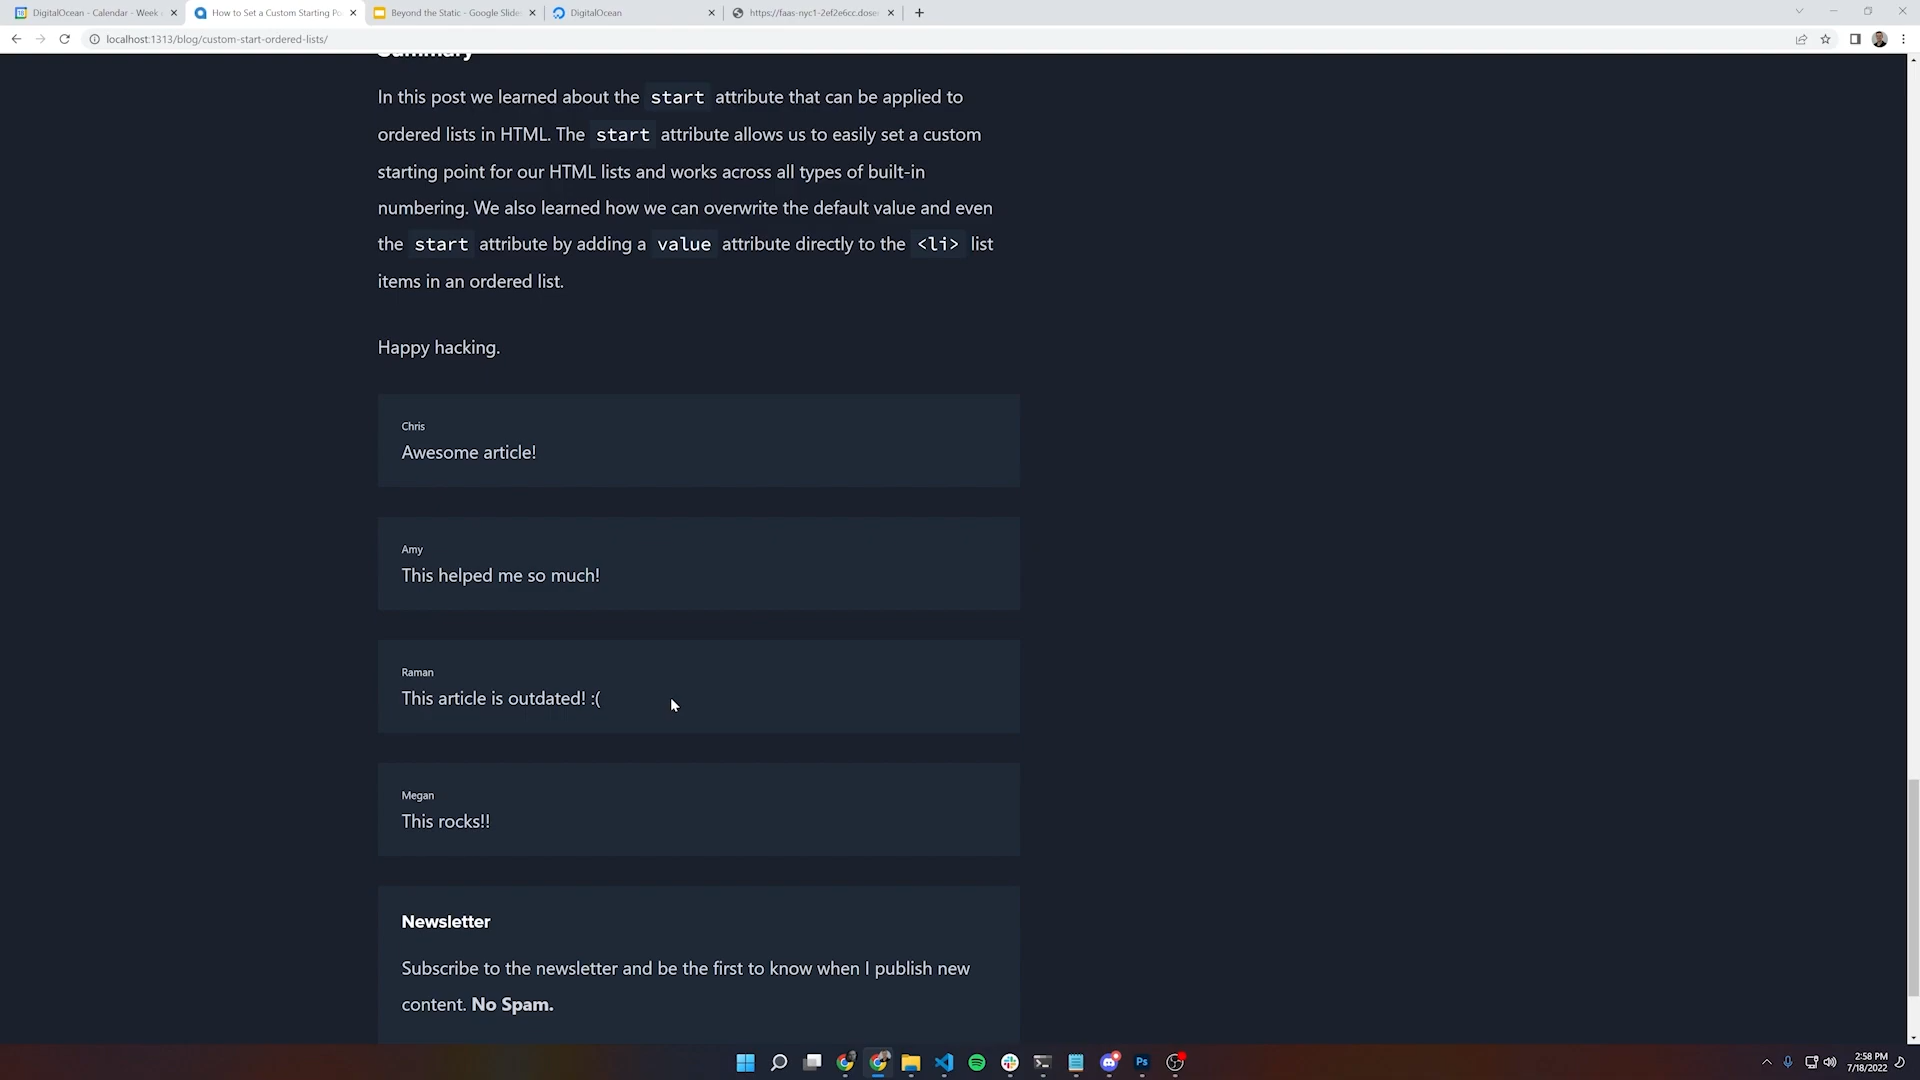 DigitalOcean - Calendar - Week
How to Set a Custom Starting Po
Beyond the Static - Google Slide
DigitalOcean
https://faas-nyc1-2ef2e6cc.doser
localhost:1313/blog/custom-start-ordered-lists/
Summary
In this post we learned about the start attribute that can be applied to
ordered lists in HTML. The start attribute allows us to easily set a custom
starting point for our HTML lists and works across all types of built-in
numbering. We also learned how we can overwrite the default value and even
the start attribute by adding a value attribute directly to the <li> list
items in an ordered list.
Happy hacking.
Chris
Awesome article!
Amy
This helped me so much!
Raman
This article is outdated! :(
Megan
This rocks!!
Newsletter
Subscribe to the newsletter and be the first to know when I publish new
content. No Spam.
Ps
2:58 PM
7/18/2022